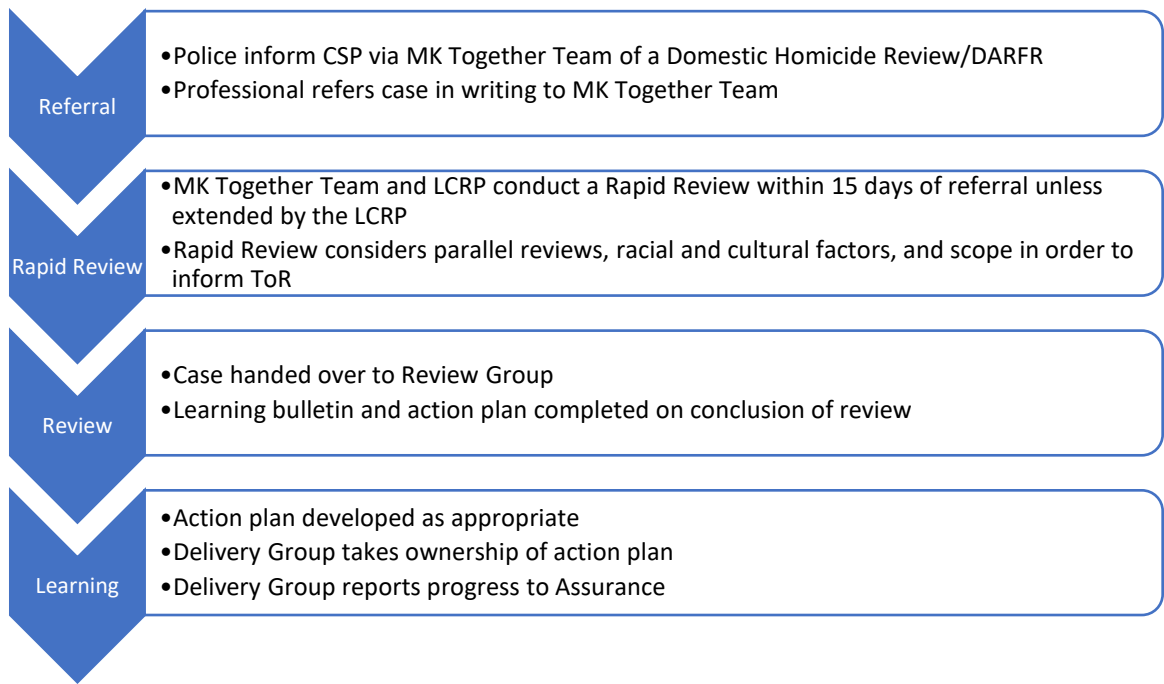 Referral
•Police inform CSP via MK Together Team of a Domestic Homicide Review/DARFR
•Professional refers case in writing to MK Together Team
Rapid Review
•MK Together Team and LCRP conduct a Rapid Review within 15 days of referral unless
extended by the LCRP
•Rapid Review considers parallel reviews, racial and cultural factors, and scope in order to
inform ToR
Review
•Case handed over to Review Group
•Learning bulletin and action plan completed on conclusion of review
Learning
•Action plan developed as appropriate
•Delivery Group takes ownership of action plan
•Delivery Group reports progress to Assurance